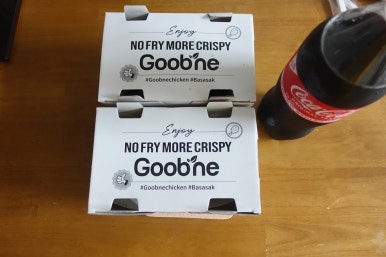 Enjoy
NO FRY MORE CRISPY
Goobne
#Goobnechicken #Basasak
Enjoy
NO FRY MORE CRISPY
Goobne
#Goobnechicken #Basasak
Coca-Cola